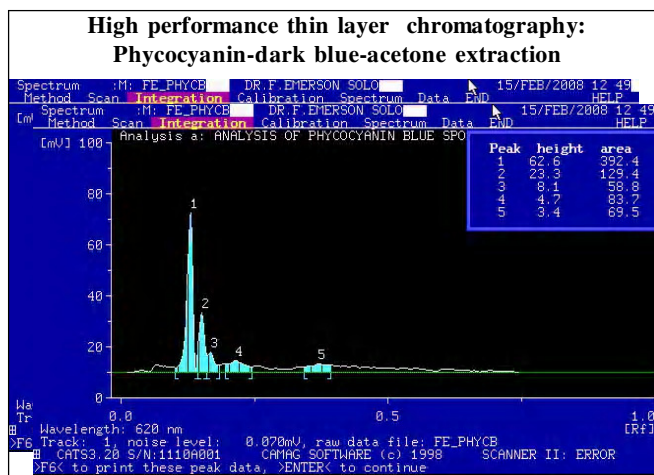 High performance thin layer chromatography:
Phycocyanin-dark blue-acetone extraction
Spectrum :M: FE_PHYCB DR.F.EMERSON SOLO 15/FEB/2008 12 49
Method Scan Integration Calibration Spectrum Data END HELP
Spectrum :M: FE_PHYCB DR.F.EMERSON SOLO 15/FEB/2008 12 49
Method Scan Integration Calibration Spectrum Data END HELP
[mV] Analysis a: ANALYSIS OF PHYCOCYANIN BLUE SPO
Peak height area
1 62.6 392.4
2 23.3 129.4
3 8.1 58.8
4 4.7 83.7
5 3.4 69.5
100
80
60
40
20
0
1
2
3
4
5
0.0 0.5 1.0
[Rf]
Wavelength: 620 nm
Track: 1, noise level: 0.070mV, raw data file: FE_PHYCB
CATS3.20 S/N:1110A001 CAMAG SOFTWARE (c) 1998 SCANNER II: ERROR
>F6< to print these peak data, >ENTER< to continue